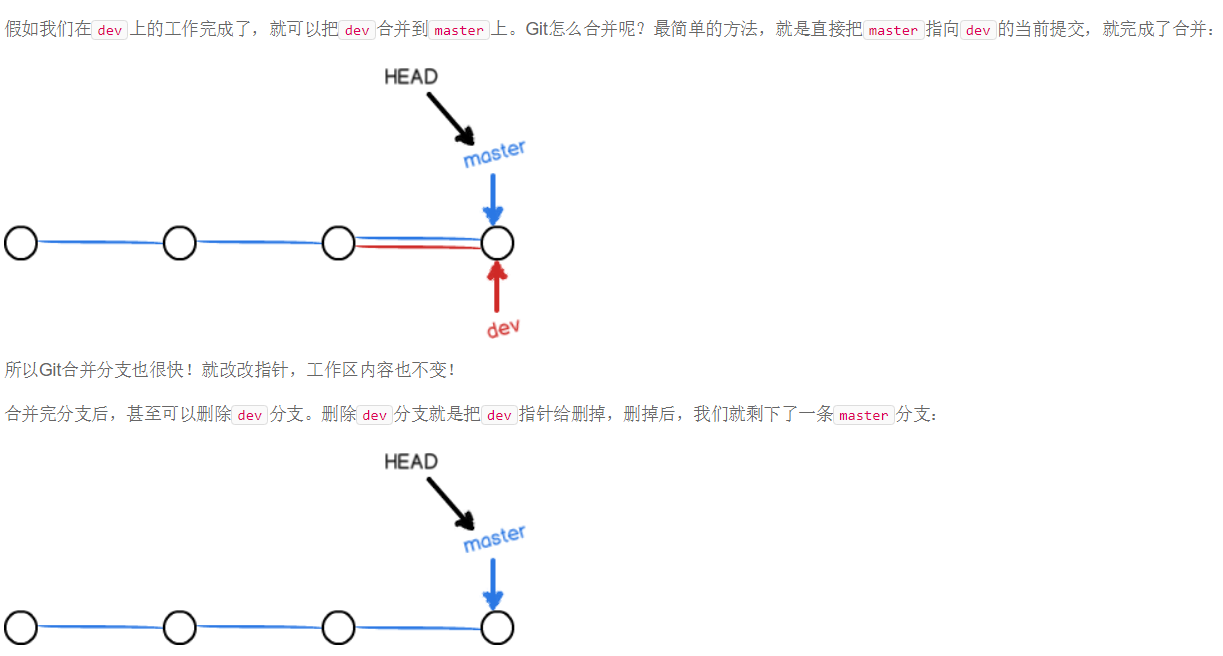 假如我们在dev上的工作完成了，就可以把dev合并到master上。Git怎么合并呢？最简单的方法，就是直接把master指向dev的当前提交，就完成了合并：
HEAD
master
dev
所以Git合并分支也很快！就改改指针，工作区内容也不变！
合并完分支后，甚至可以删除dev分支。删除dev分支就是把dev指针给删掉，删掉后，我们就剩下了一条master分支：
HEAD
master